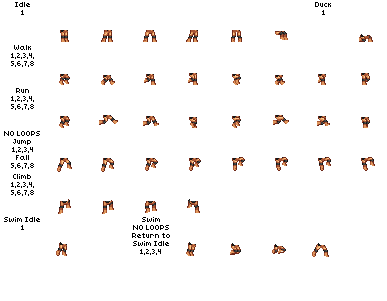 Idle
1
Duck
1
Walk
1,2,3,4,
5,6,7,8
Run
1,2,3,4,
5,6,7,8
NO LOOPS
Jump
1,2,3,4
Fall
5,6,7,8
Climb
1,2,3,4,
5,6,7,8
Swim Idle
1
Swim
NO LOOPS
Return to
Swim Idle
1,2,3,4